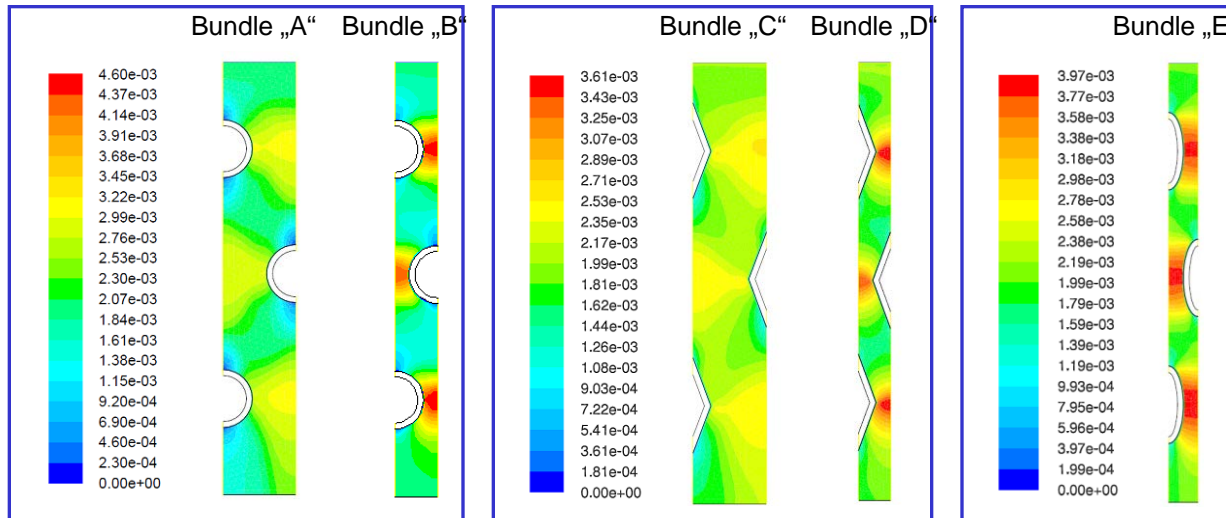 Bundle „A“
Bundle „B“
4.60e-03
4.37e-03
4.14e-03
3.91e-03
3.68e-03
3.45e-03
3.22e-03
2.99e-03
2.76e-03
2.53e-03
2.30e-03
2.07e-03
1.84e-03
1.61e-03
1.38e-03
1.15e-03
9.20e-04
6.90e-04
4.60e-04
2.30e-04
0.00e+00
Bundle „C“
Bundle „D“
3.61e-03
3.43e-03
3.25e-03
3.07e-03
2.89e-03
2.71e-03
2.53e-03
2.35e-03
2.17e-03
1.99e-03
1.81e-03
1.62e-03
1.44e-03
1.26e-03
1.08e-03
9.03e-04
7.22e-04
5.41e-04
3.61e-04
1.81e-04
0.00e+00
Bundle „E
3.97e-03
3.77e-03
3.58e-03
3.38e-03
3.18e-03
2.98e-03
2.78e-03
2.58e-03
2.38e-03
2.19e-03
1.99e-03
1.79e-03
1.59e-03
1.39e-03
1.19e-03
9.93e-04
7.95e-04
5.96e-04
3.97e-04
1.99e-04
0.00e+00